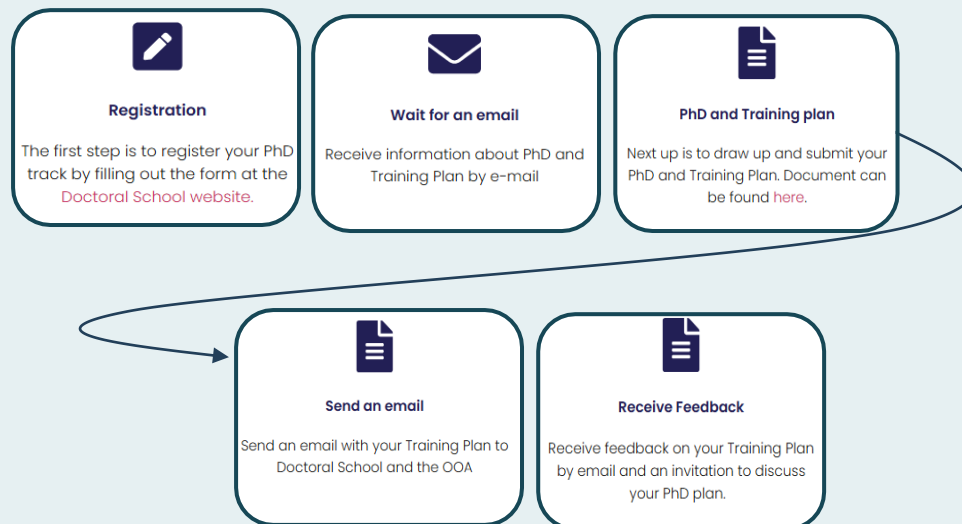 Registration
The first step is to register your PhD
track by filling out the form at the
Doctoral School website.
Wait for an email
Receive information about PhD and
Training Plan by e-mail
PhD and Training plan
Next up is to draw up and submit your
PhD and Training Plan. Document can
be found here.
Send an email
Send an email with your Training Plan to
Doctoral School and the OOA
Receive Feedback
Receive feedback on your Training Plan
by email and an invitation to discuss
your PhD plan.